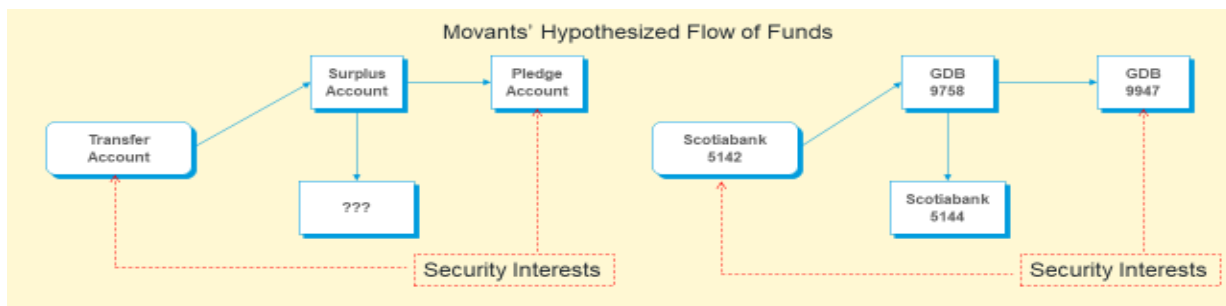 Movants' Hypothesized Flow of Funds
Surplus
Account
Pledge
Account
Transfer
Account
???
Security Interests
GDB
9758
GDB
9947
Scotiabank
5142
Scotiabank
5144
Security Interests